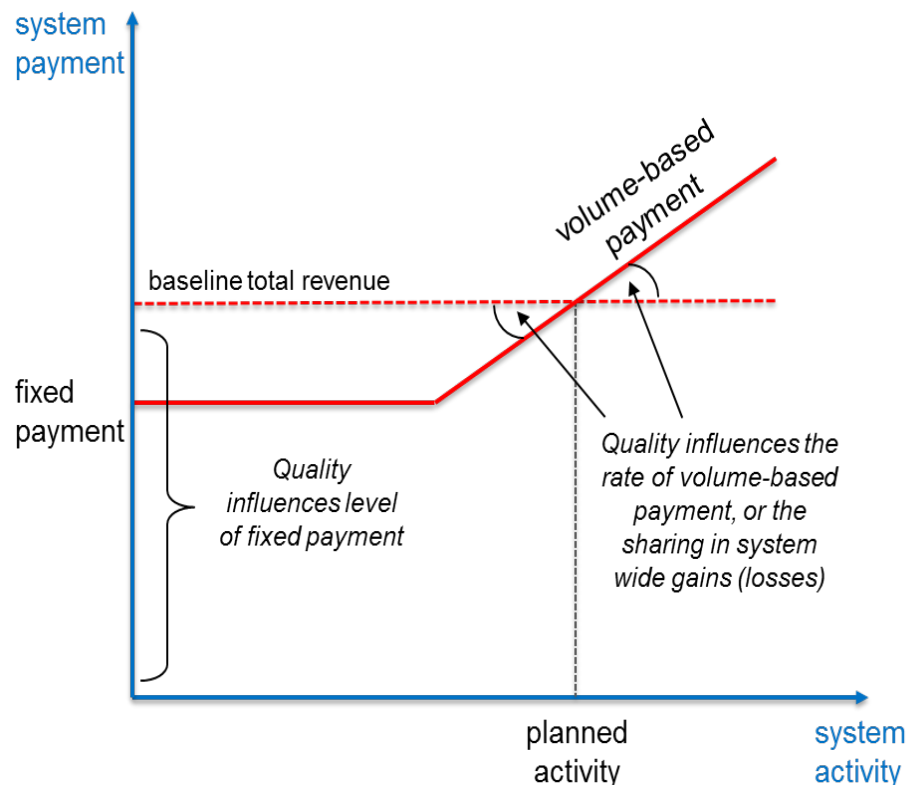 system
payment
volume-based
payment
baseline total revenue
fixed
payment
Quality
influences level
of fixed payment
Quality influences the
rate of volume-based
payment, or the
sharing in system
wide gains (losses)
planned
activity
system
activity